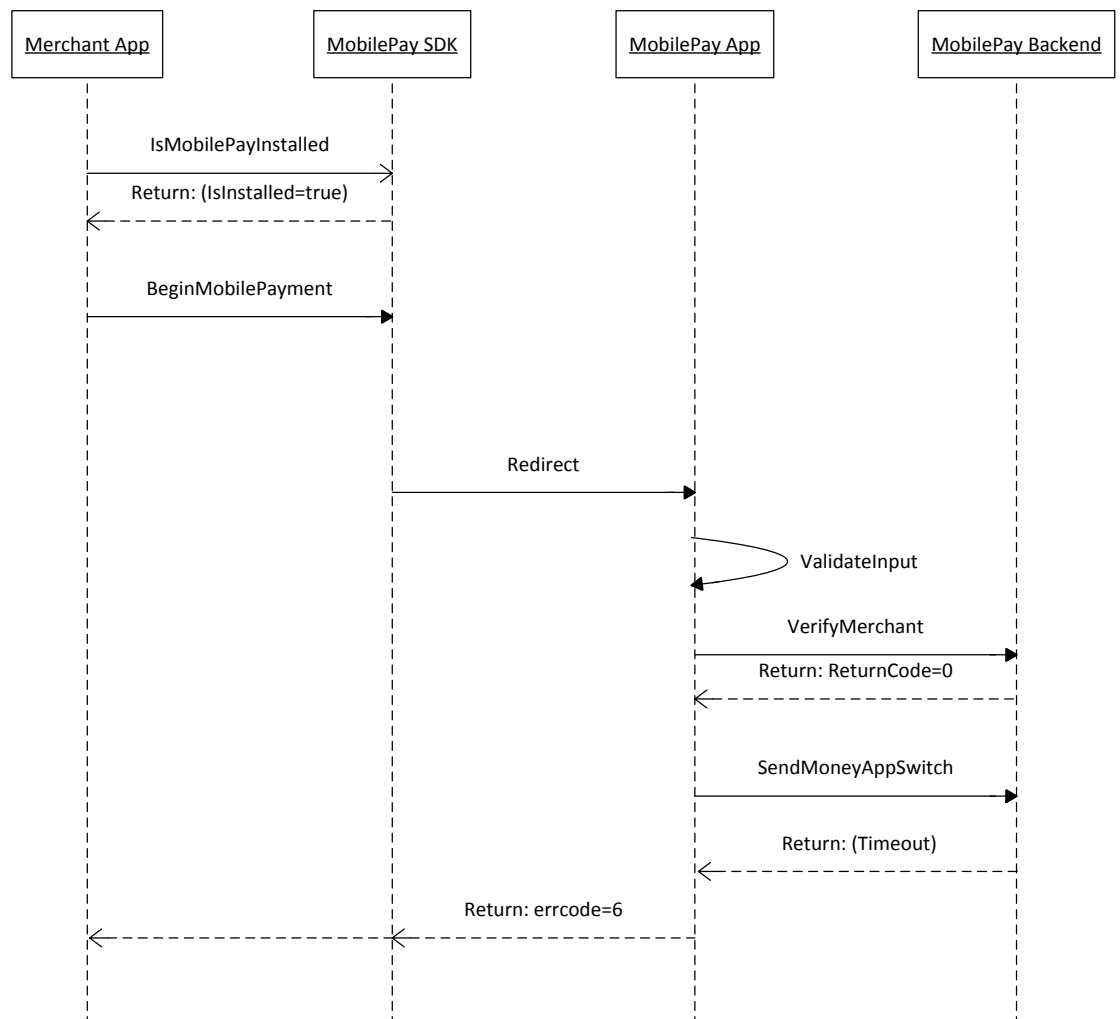 Merchant App
MobilePay SDK
MobilePay App
MobilePay Backend
IsMobilePayInstalled
Return: (IsInstalled=true)
BeginMobilePayment
Redirect
ValidateInput
VerifyMerchant
Return: ReturnCode=0
SendMoneyAppSwitch
Return: (Timeout)
Return: errcode=6